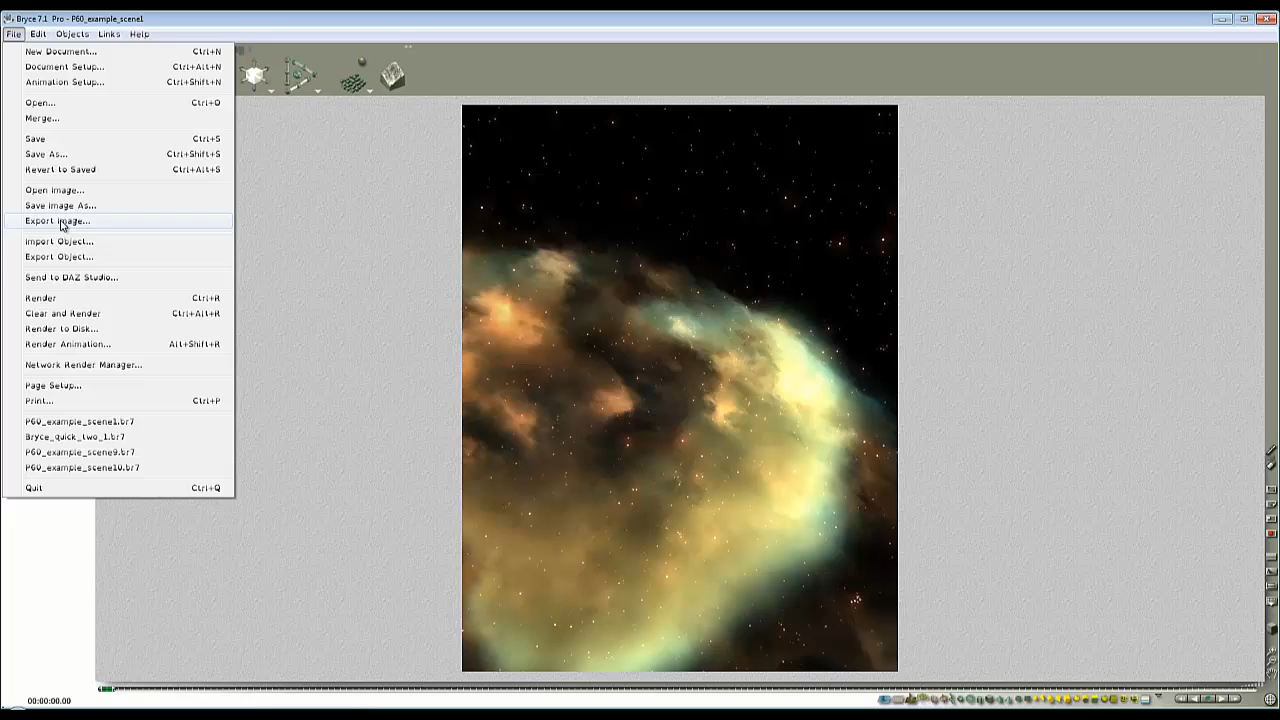 Bryce 7.1 Pro - P60_example_scene1
File Edit Objects Links Help
New Document... Ctrl+N
Document Setup... Ctrl+Alt+N
Animation Setup... Ctrl+Shift+N
Open... Ctrl+O
Merge...
Save Ctrl+S
Save As... Ctrl+Shift+S
Revert to Saved Ctrl+Alt+S
Open Image...
Save Image As...
Export Image...
Import Object...
Export Object...
Send to DAZ Studio...
Render Ctrl+R
Clear and Render Ctrl+Alt+R
Render to Disk...
Render Animation... Alt+Shift+R
Network Render Manager...
Page Setup...
Print... Ctrl+P
P60_example_scene1.br7
Bryce_quick_two_1.br7
P60_example_scene9.br7
P60_example_scene10.br7
Quit Ctrl+Q
00:00:00.00